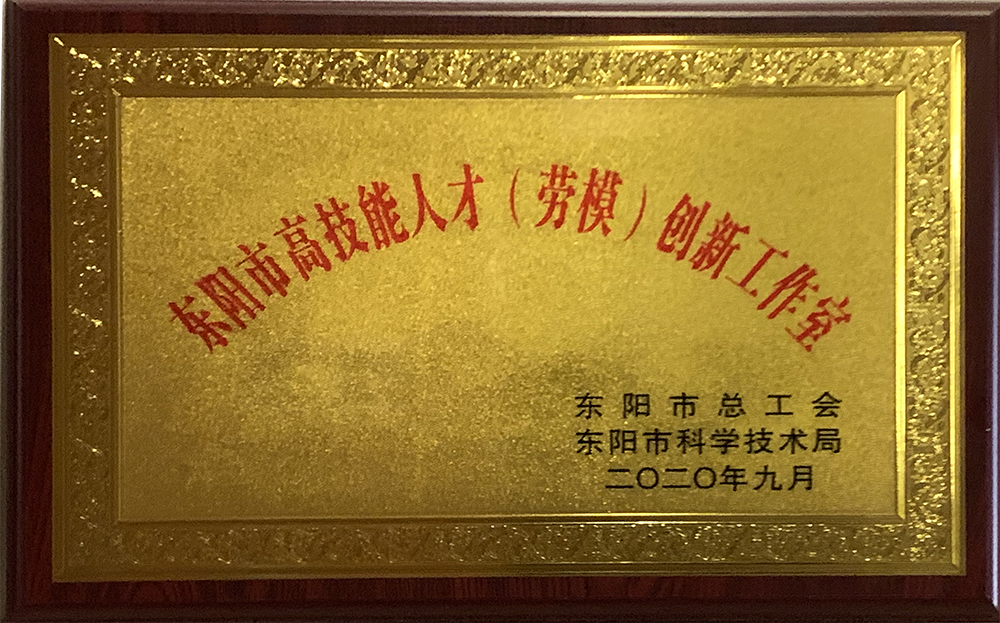 东阳市高技能人才（劳模）创新工作室
东阳市总工会
东阳市科学技术局
二〇二〇年九月